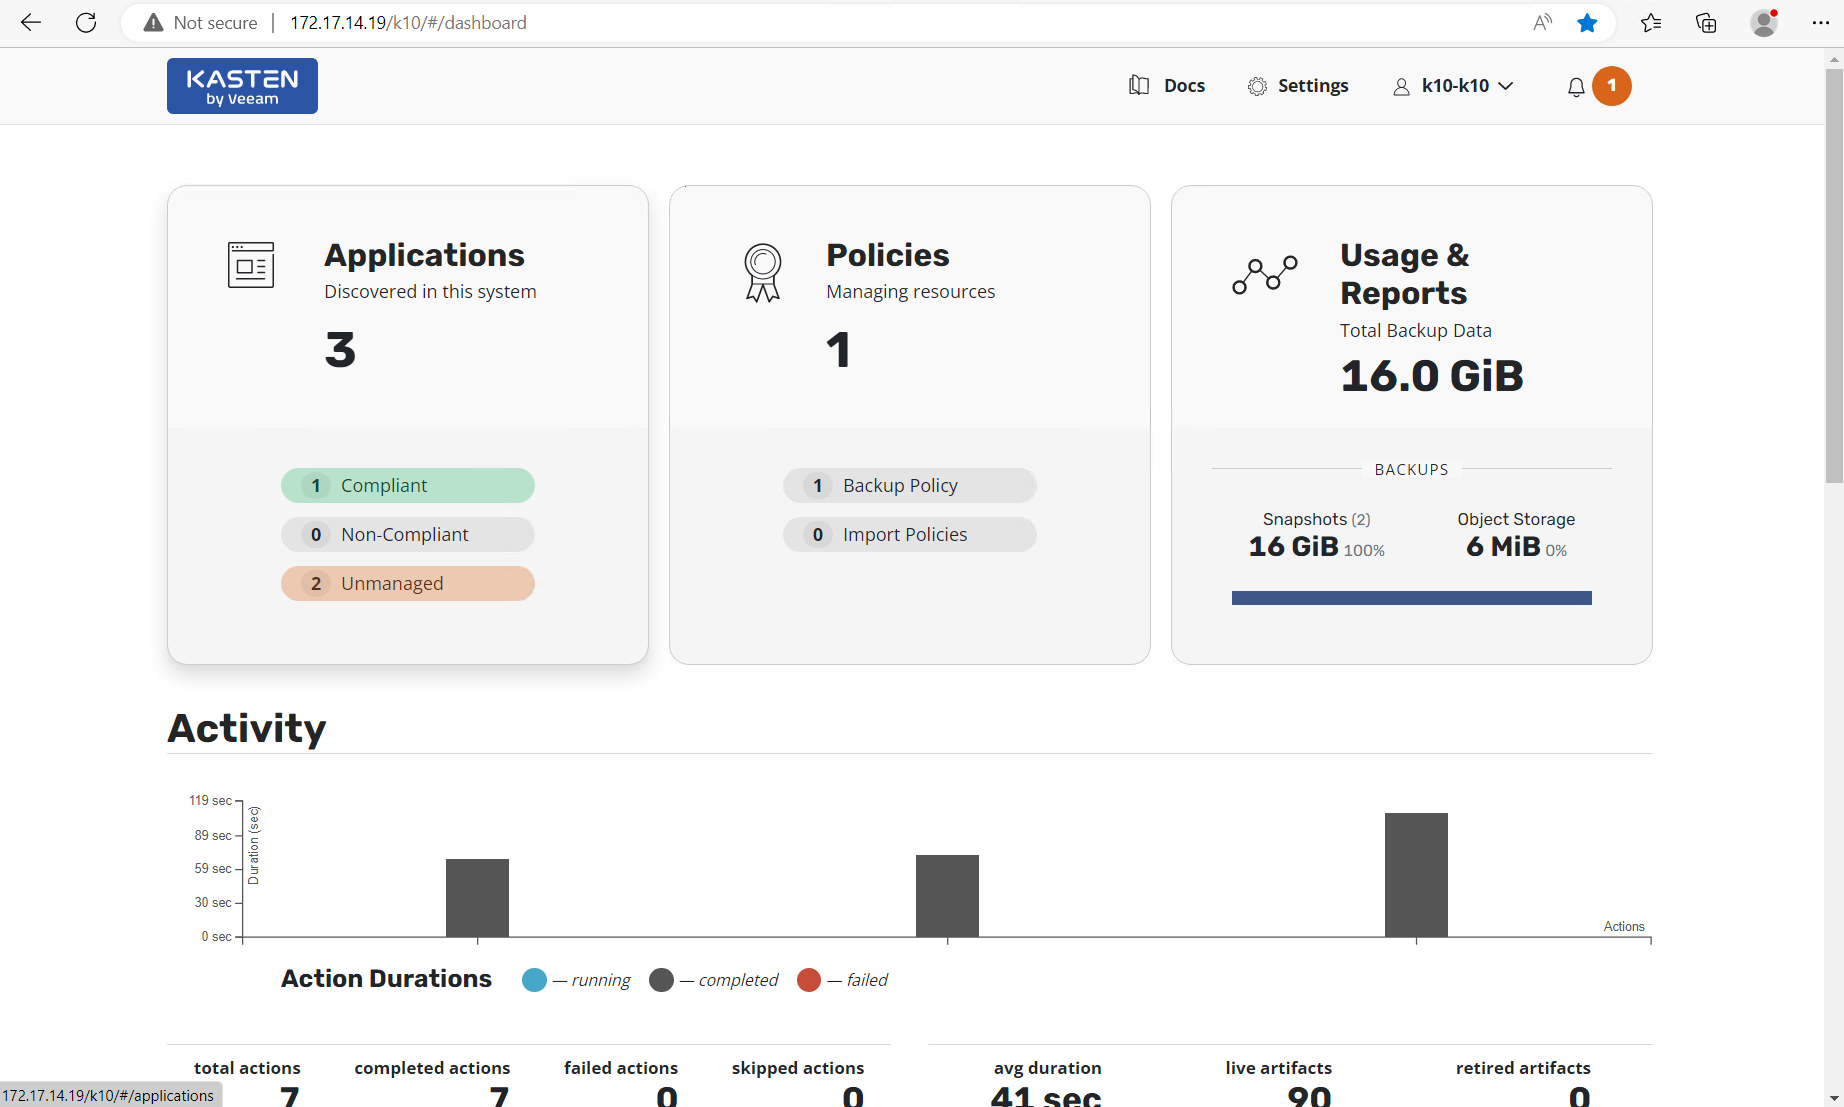 Not secure 172.17.14.19/k10/#/dashboard
KASTEN
by Veeam
Docs
Settings
k10-k10
1
Applications
Discovered in this system
3
1 Compliant
0 Non-Compliant
2 Unmanaged
Policies
Managing resources
1
1 Backup Policy
0 Import Policies
Usage &
Reports
Total Backup Data
16.0 GiB
BACKUPS
Snapshots (2)
16 GiB 100%
Object Storage
6 MiB 0%
Activity
119 sec
89 sec
59 sec
30 sec
0 sec
Duration (sec)
Actions
Action Durations
— running
— completed
— failed
total actions
7
completed actions
7
failed actions
0
skipped actions
0
avg duration
41 sec
live artifacts
90
retired artifacts
0
172.17.14.19/k10/#/applications